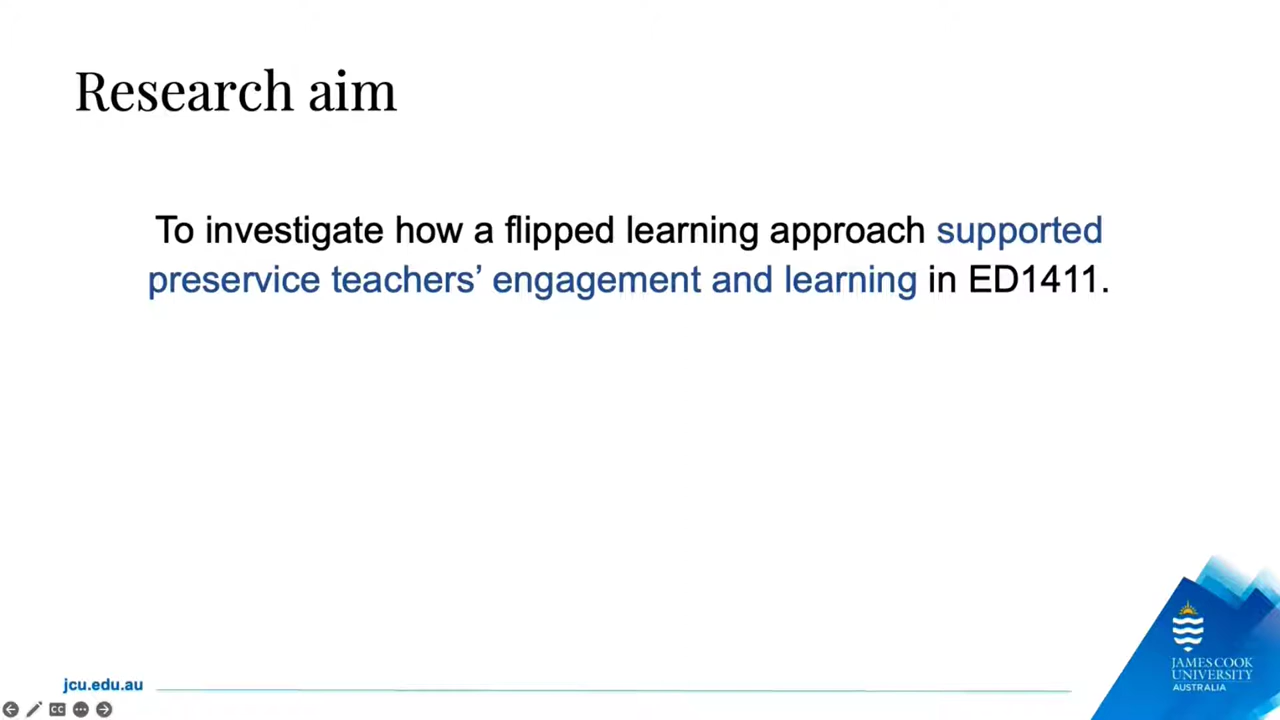 Research aim
To investigate how a flipped learning approach supported
preservice teachers’ engagement and learning in ED1411.
jcu.edu.au
CC
JAMES COOK
UNIVERSITY
AUSTRALIA